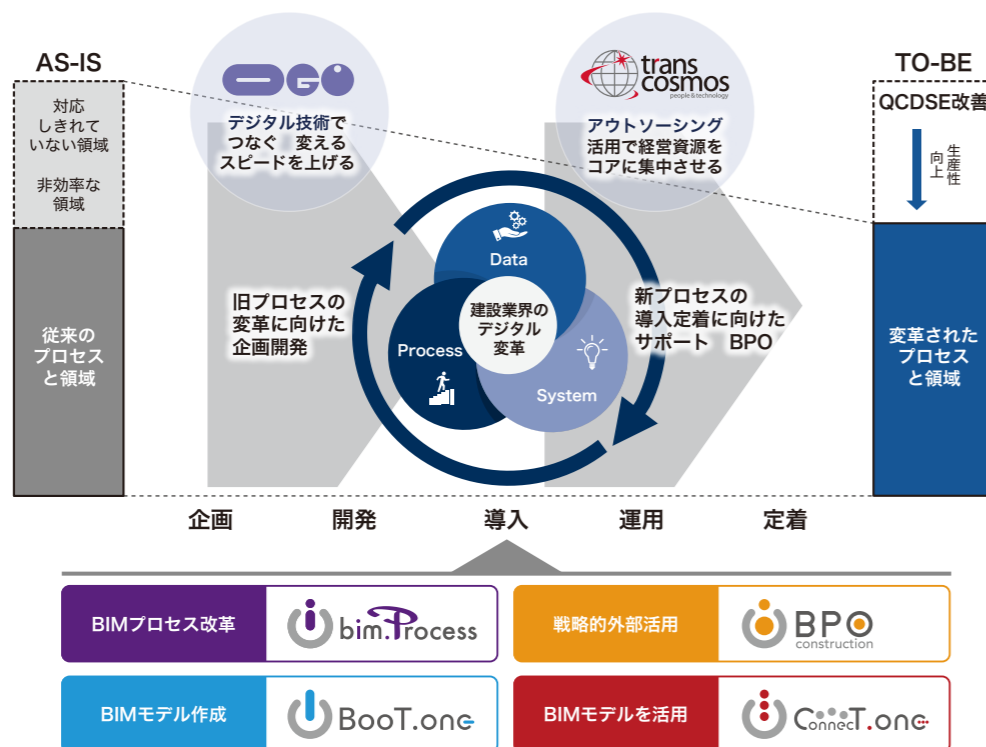 AS-IS
対応
しきれて
いない領域
非効率な
領域
従来の
プロセス
と領域
OGO
デジタル技術で
つなぐ 変える
スピードを上げる
trans
cosmos
people & technology
アウトソーシング
活用で経営資源を
コアに集中させる
TO-BE
QCDSE改善
生産性
向上
変革された
プロセス
と領域
旧プロセスの
変革に向けた
企画開発
Data
Process
System
建設業界の
デジタル
変革
新プロセスの
導入定着に向けた
サポート BPO
企画
開発
導入
運用
定着
BIMプロセス改革
bim.Process
戦略的外部活用
BPO
construction
BIMモデル作成
BooT.one
BIMモデルを活用
ConnecT.one